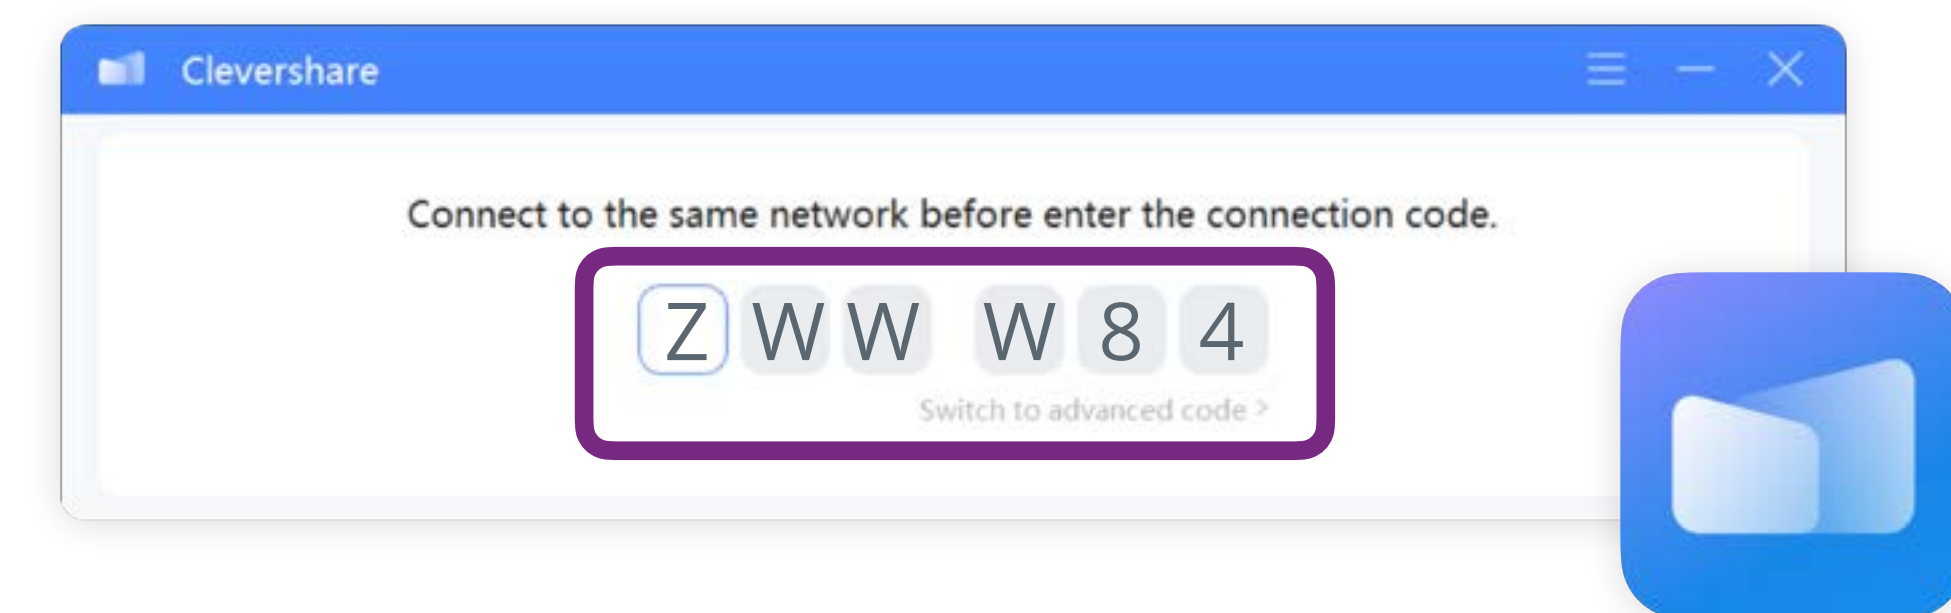 Clevershare
Connect to the same network before enter the connection code.
Z W W W 8 4
Switch to advanced code >